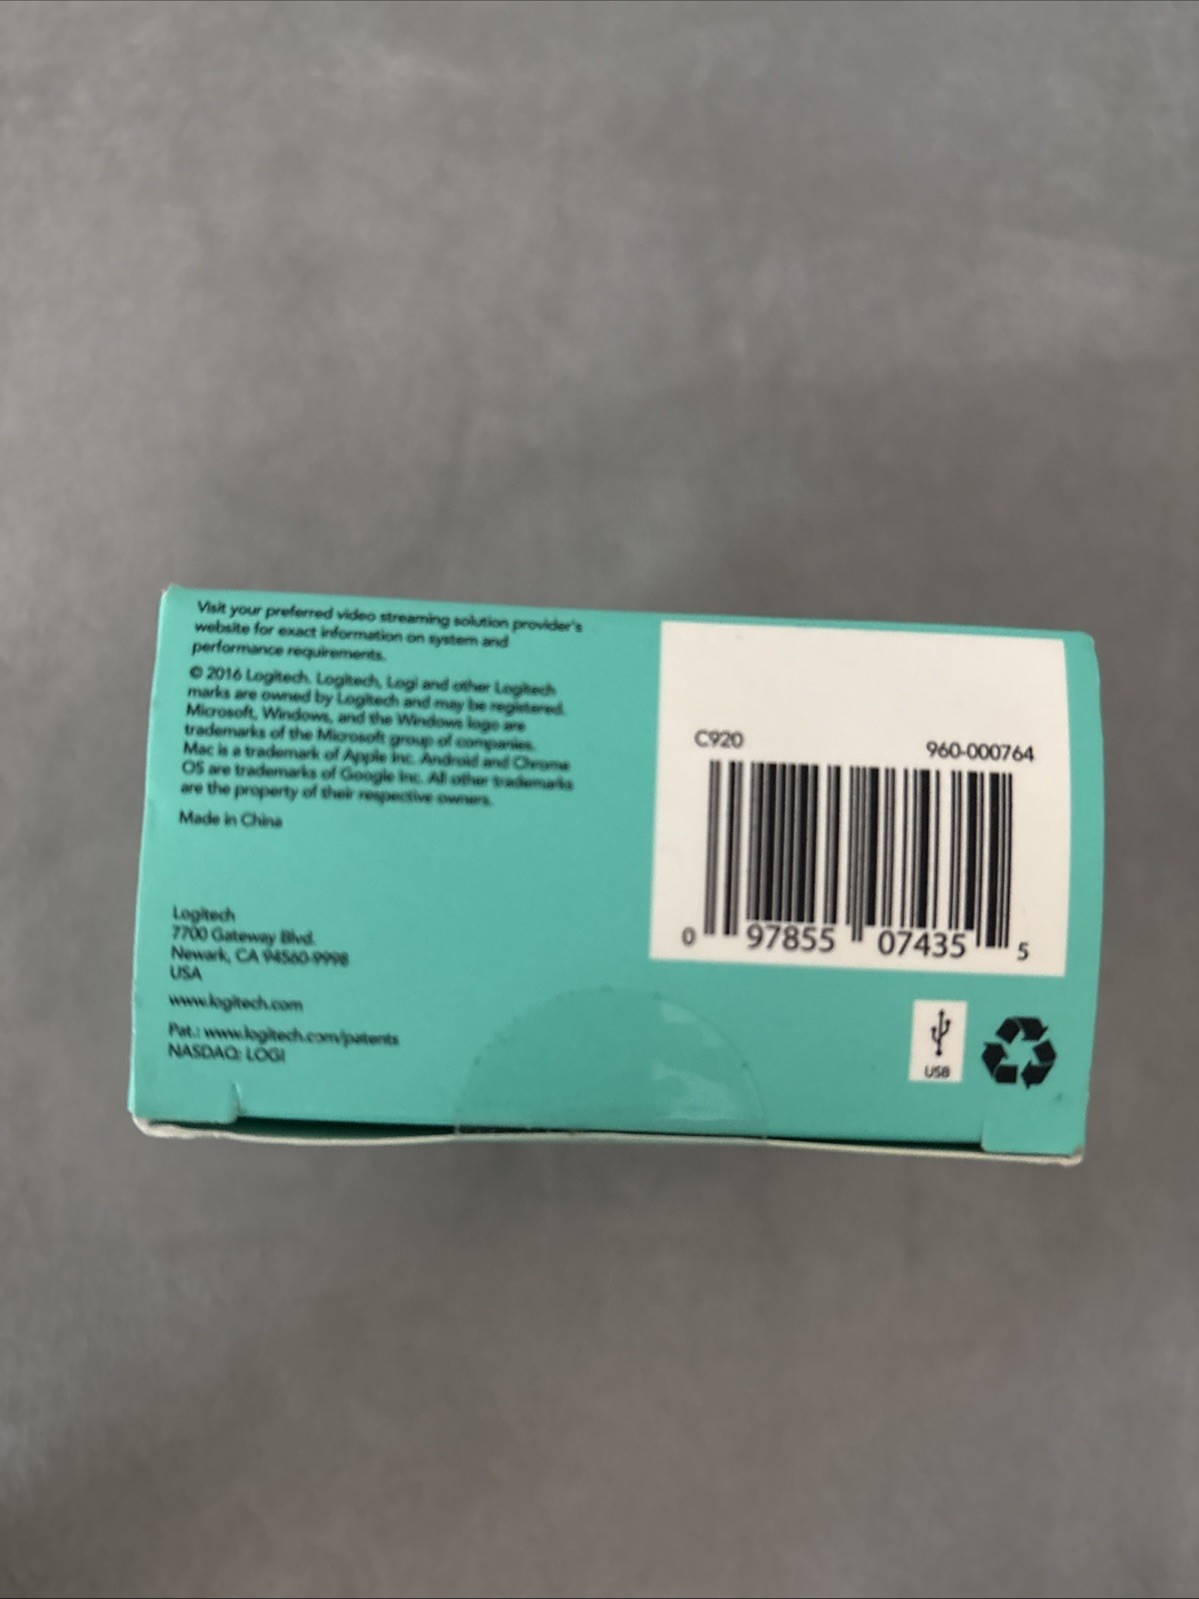 Visit your preferred video streaming solution provider's
website for exact information on system and
performance requirements.
© 2016 Logitech. Logitech, Logi and other Logitech
marks are owned by Logitech and may be registered.
Microsoft, Windows, and the Windows logo are
trademarks of the Microsoft group of companies.
Mac is a trademark of Apple Inc. Android and Chrome
OS are trademarks of Google Inc. All other trademarks
are the property of their respective owners.
Made in China
Logitech
7700 Gateway Blvd.
Newark, CA 94560-9998
USA
www.logitech.com
Pat.: www.logitech.com/patents
NASDAQ: LOGI
C920 960-000764
0 97855 07435 5
USB